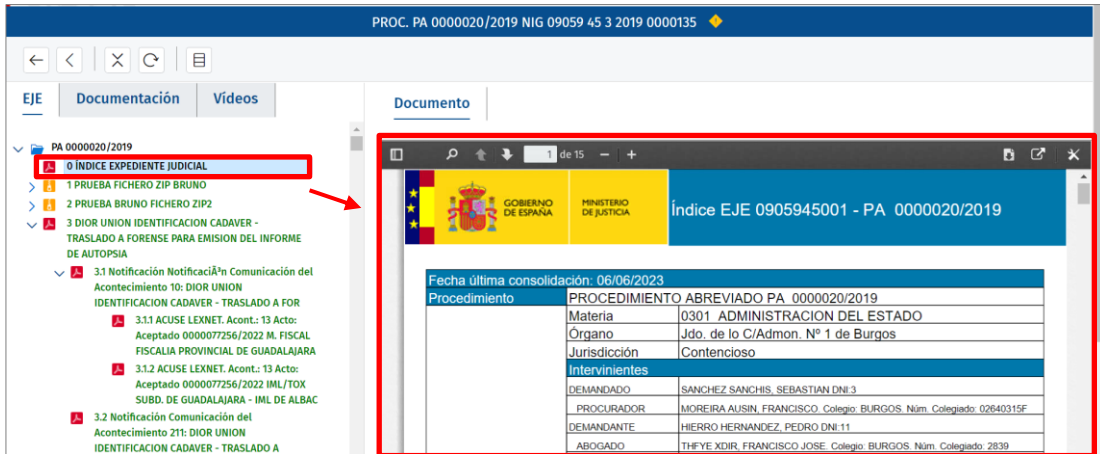 PROC. PA 0000020/2019 NIG 09059 45 3 2019 0000135
EJE Documentación Vídeos
PA 0000020/2019
0 ÍNDICE EXPEDIENTE JUDICIAL
1 PRUEBA FICHERO ZIP BRUNO
2 PRUEBA BRUNO FICHERO ZIP2
3 DIOR UNION IDENTIFICACION CADAVER -
TRASLADO A FORENSE PARA EMISION DEL INFORME
DE AUTOPSIA
3.1 Notificación NotificaciÃ³n Comunicación del
Acontecimiento 10: DIOR UNION
IDENTIFICACION CADAVER - TRASLADO A FOR
3.1.1 ACUSE LEXNET. Acont.: 13 Acto:
Aceptado 0000077256/2022 M. FISCAL
FISCALIA PROVINCIAL DE GUADALAJARA
3.1.2 ACUSE LEXNET. Acont.: 13 Acto:
Aceptado 0000077256/2022 IML/TOX
SUBD. DE GUADALAJARA - IML DE ALBAC
3.2 Notificación Comunicación del
Acontecimiento 211: DIOR UNION
IDENTIFICACION CADAVER - TRASLADO A
Documento
1 de 15
GOBIERNO
DE ESPAÑA
MINISTERIO
DE JUSTICIA
Índice EJE 0905945001 - PA 0000020/2019
Fecha última consolidación: 06/06/2023
Procedimiento PROCEDIMIENTO ABREVIADO PA 0000020/2019
Materia 0301 ADMINISTRACION DEL ESTADO
Órgano Jdo. de lo C/Admon. Nº 1 de Burgos
Jurisdicción Contencioso
Intervinientes
DEMANDADO SANCHEZ SANCHIS, SEBASTIAN DNI:3
PROCURADOR MOREIRA AUSIN, FRANCISCO. Colegio: BURGOS. Núm. Colegiado: 02640315F
DEMANDANTE HIERRO HERNANDEZ, PEDRO DNI:11
ABOGADO THFYE XDIR, FRANCISCO JOSE. Colegio: BURGOS. Núm. Colegiado: 2839